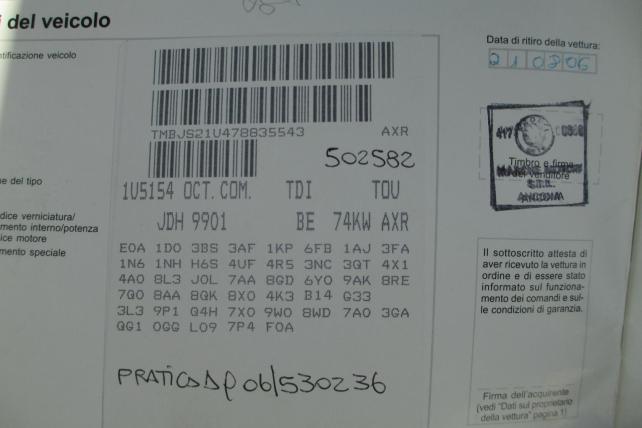 del veicolo
ntificazione veicolo
Data di ritiro della vettura:
210806
TMBJS21U478835543 AXR
502582
417
Timbro e firma
del venditore
S.R.L.
ANCONA
ne del tipo
1U5154 OCT. COM. TDI TOU
dice verniciatura/
mento interno/potenza
ice motore
mento speciale
JDH 9901 BE 74KW AXR
E0A 1D0 3BS 3AF 1KP 6FB 1AJ 3FA
1N6 1NH H6S 4UF 4R5 3NC 3QT 4X1
4A0 8L3 J0L 7AA 8GD 6Y0 9AK 8RE
7Q0 8AA 8QK 8X0 4K3 B14 G33
3L3 9P1 Q4H 7X0 9W0 8WD 7A0 3GA
QG1 0GG L09 7P4 F0A
Il sottoscritto attesta di
aver ricevuto la vettura in
ordine e di essere stato
informato sul funziona-
mento dei comandi e sul-
le condizioni di garanzia.
PRATICA 06/530236
Firma dell'acquirente
(vedi "Dati sul proprietario
della vettura" pagina 1)